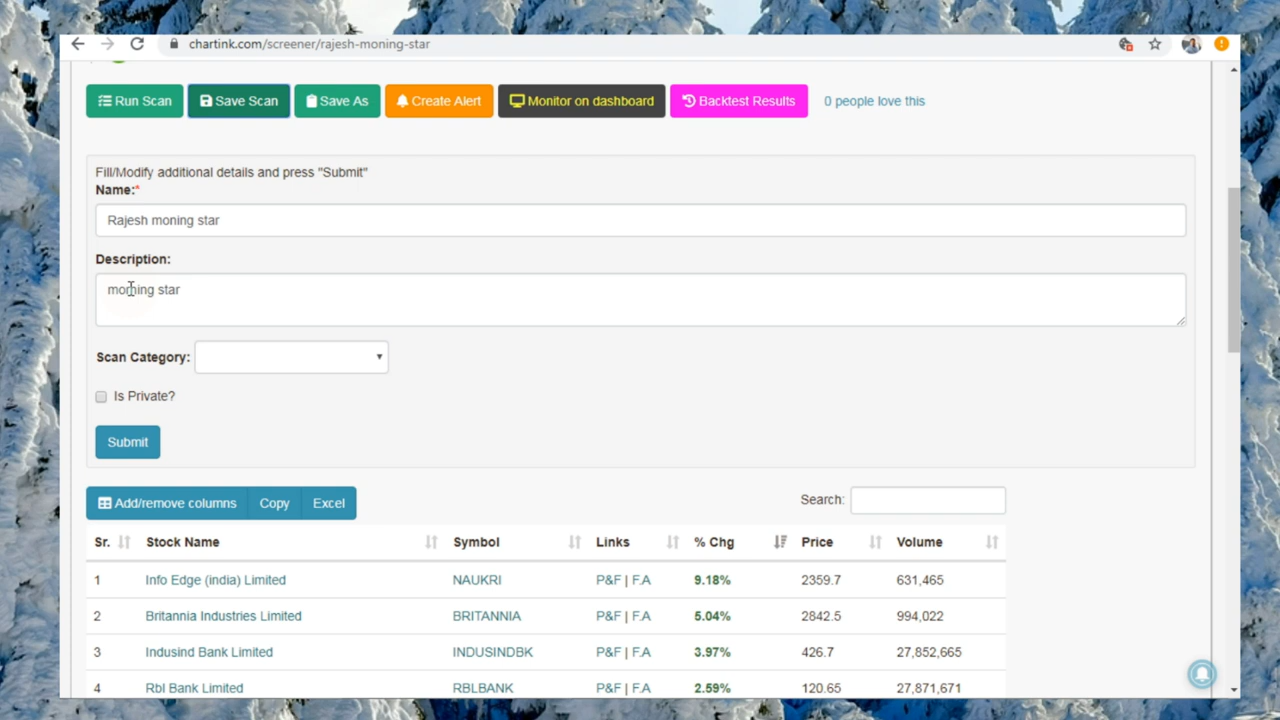 chartink.com/screener/rajesh-moning-star
Run Scan Save Scan Save As Create Alert Monitor on dashboard Backtest Results 0 people love this
Fill/Modify additional details and press "Submit"
Name:*
Rajesh moning star
Description:
morning star
Scan Category:
Is Private?
Submit
Add/remove columns Copy Excel Search:
Sr. Stock Name Symbol Links % Chg Price Volume
1 Info Edge (india) Limited NAUKRI P&F | F.A 9.18% 2359.7 631,465
2 Britannia Industries Limited BRITANNIA P&F | F.A 5.04% 2842.5 994,022
3 Indusind Bank Limited INDUSINDBK P&F | F.A 3.97% 426.7 27,852,665
4 Rbl Bank Limited RBLBANK P&F | F.A 2.59% 120.65 27,871,671